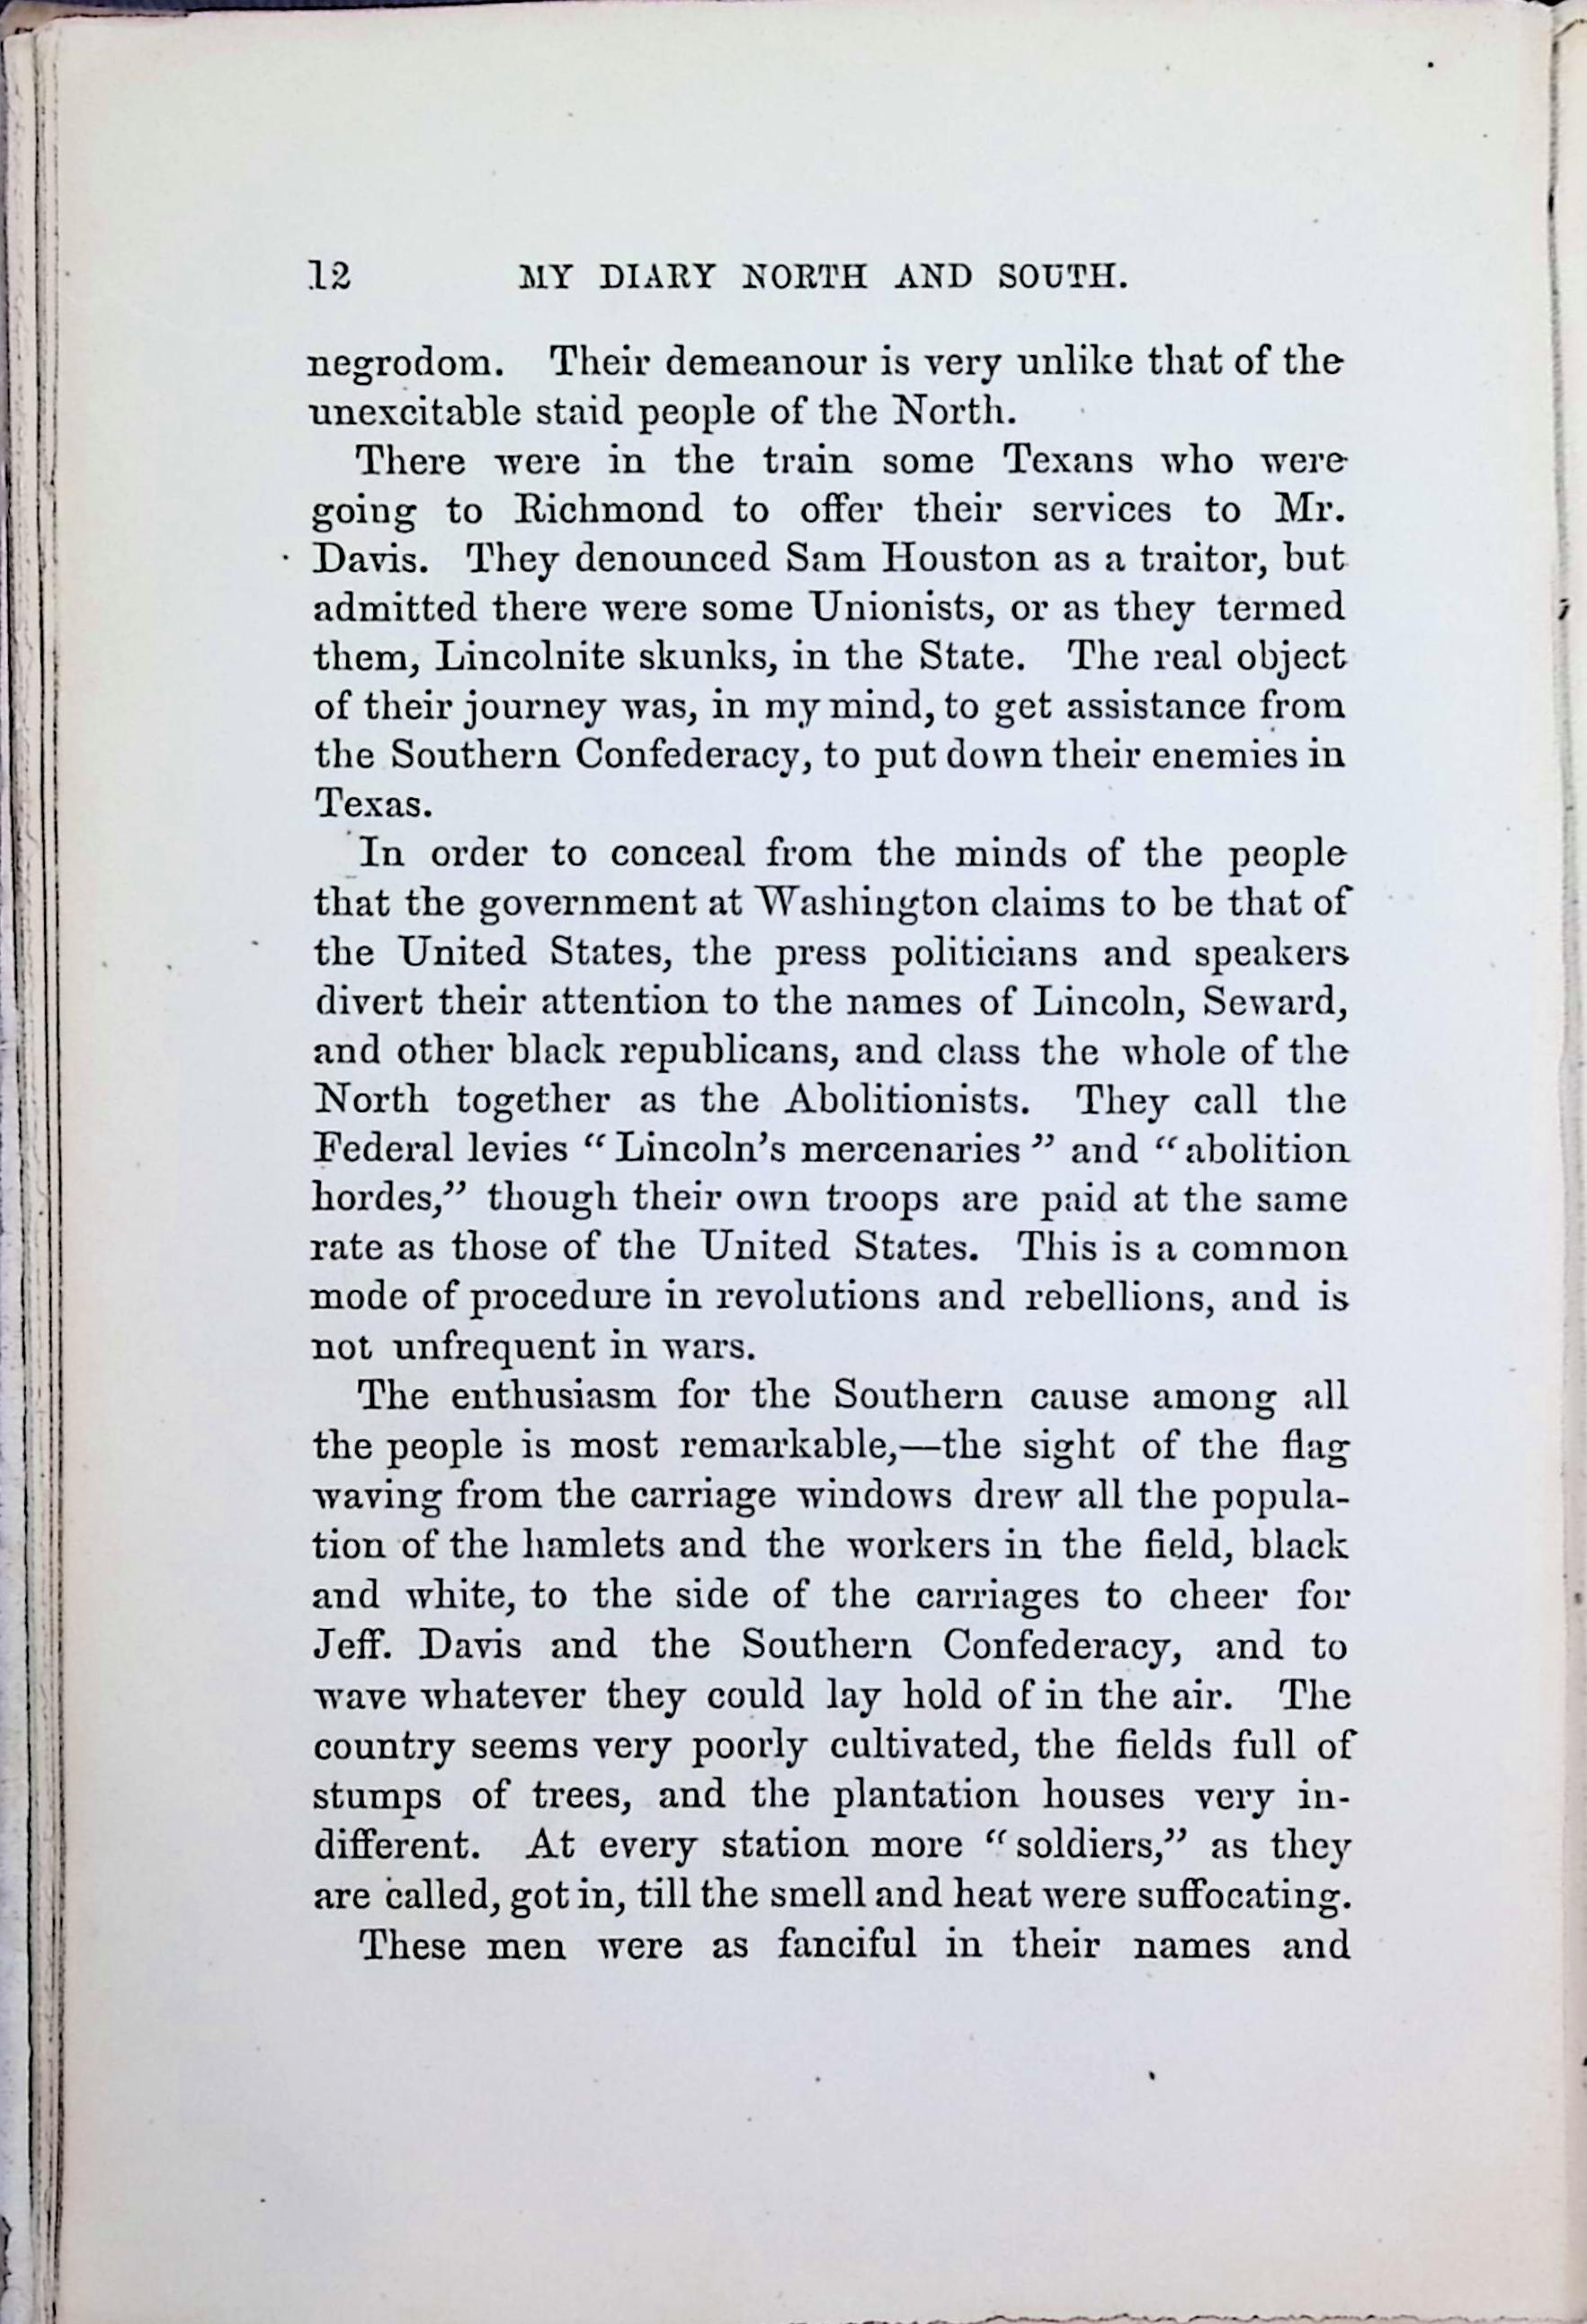 12 MY DIARY NORTH AND SOUTH.
negrodom. Their demeanour is very unlike that of the
unexcitable staid people of the North.
There were in the train some Texans who were
going to Richmond to offer their services to Mr.
Davis. They denounced Sam Houston as a traitor, but
admitted there were some Unionists, or as they termed
them, Lincolnite skunks, in the State. The real object
of their journey was, in my mind, to get assistance from
the Southern Confederacy, to put down their enemies in
Texas.
In order to conceal from the minds of the people
that the government at Washington claims to be that of
the United States, the press politicians and speakers
divert their attention to the names of Lincoln, Seward,
and other black republicans, and class the whole of the
North together as the Abolitionists. They call the
Federal levies “Lincoln’s mercenaries” and “abolition
hordes,” though their own troops are paid at the same
rate as those of the United States. This is a common
mode of procedure in revolutions and rebellions, and is
not unfrequent in wars.
The enthusiasm for the Southern cause among all
the people is most remarkable,—the sight of the flag
waving from the carriage windows drew all the popula-
tion of the hamlets and the workers in the field, black
and white, to the side of the carriages to cheer for
Jeff. Davis and the Southern Confederacy, and to
wave whatever they could lay hold of in the air. The
country seems very poorly cultivated, the fields full of
stumps of trees, and the plantation houses very in-
different. At every station more “soldiers,” as they
are called, got in, till the smell and heat were suffocating.
These men were as fanciful in their names and